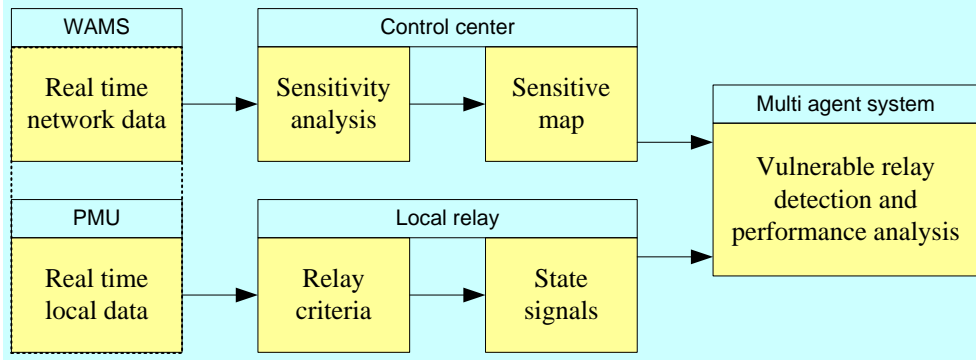 WAMS
Control center
Real time
network data
Sensitivity
analysis
Sensitive
map
Multi agent system
Vulnerable relay
detection and
performance analysis
PMU
Local relay
Real time
local data
Relay
criteria
State
signals